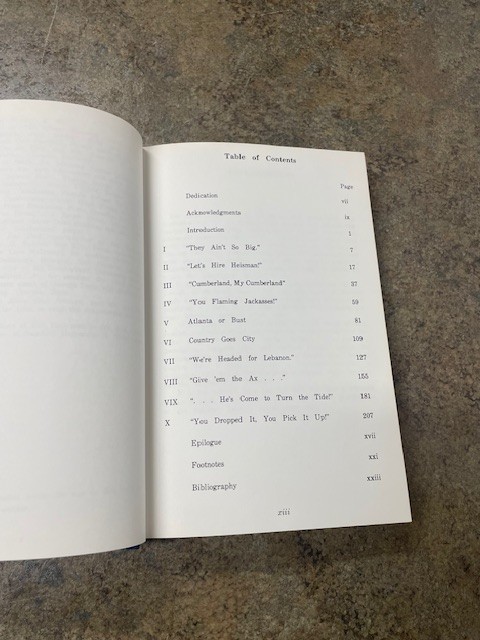 Table of Contents
Page
Dedication vii
Acknowledgments ix
Introduction 1
I "They Ain't So Big." 7
II "Let's Hire Heisman!" 17
III "Cumberland, My Cumberland" 37
IV "You Flaming Jackasses!" 59
V Atlanta or Bust 81
VI Country Goes City 109
VII "We're Headed for Lebanon." 127
VIII "Give 'em the Ax . . ." 155
VIX ". . . He's Come to Turn the Tide!" 181
X "You Dropped It, You Pick It Up!" 207
Epilogue xvii
Footnotes xxi
Bibliography xxiii
xiii